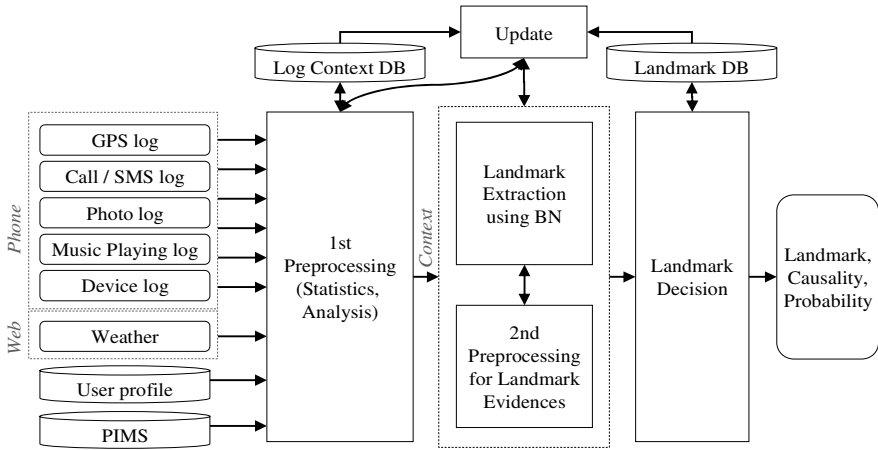 Update
Log Context DB
Landmark DB
Phone
GPS log
Call / SMS log
Photo log
Music Playing log
Device log
Web
Weather
User profile
PIMS
1st
Preprocessing
(Statistics,
Analysis)
Context
Landmark
Extraction
using BN
2nd
Preprocessing
for Landmark
Evidences
Landmark
Decision
Landmark,
Causality,
Probability